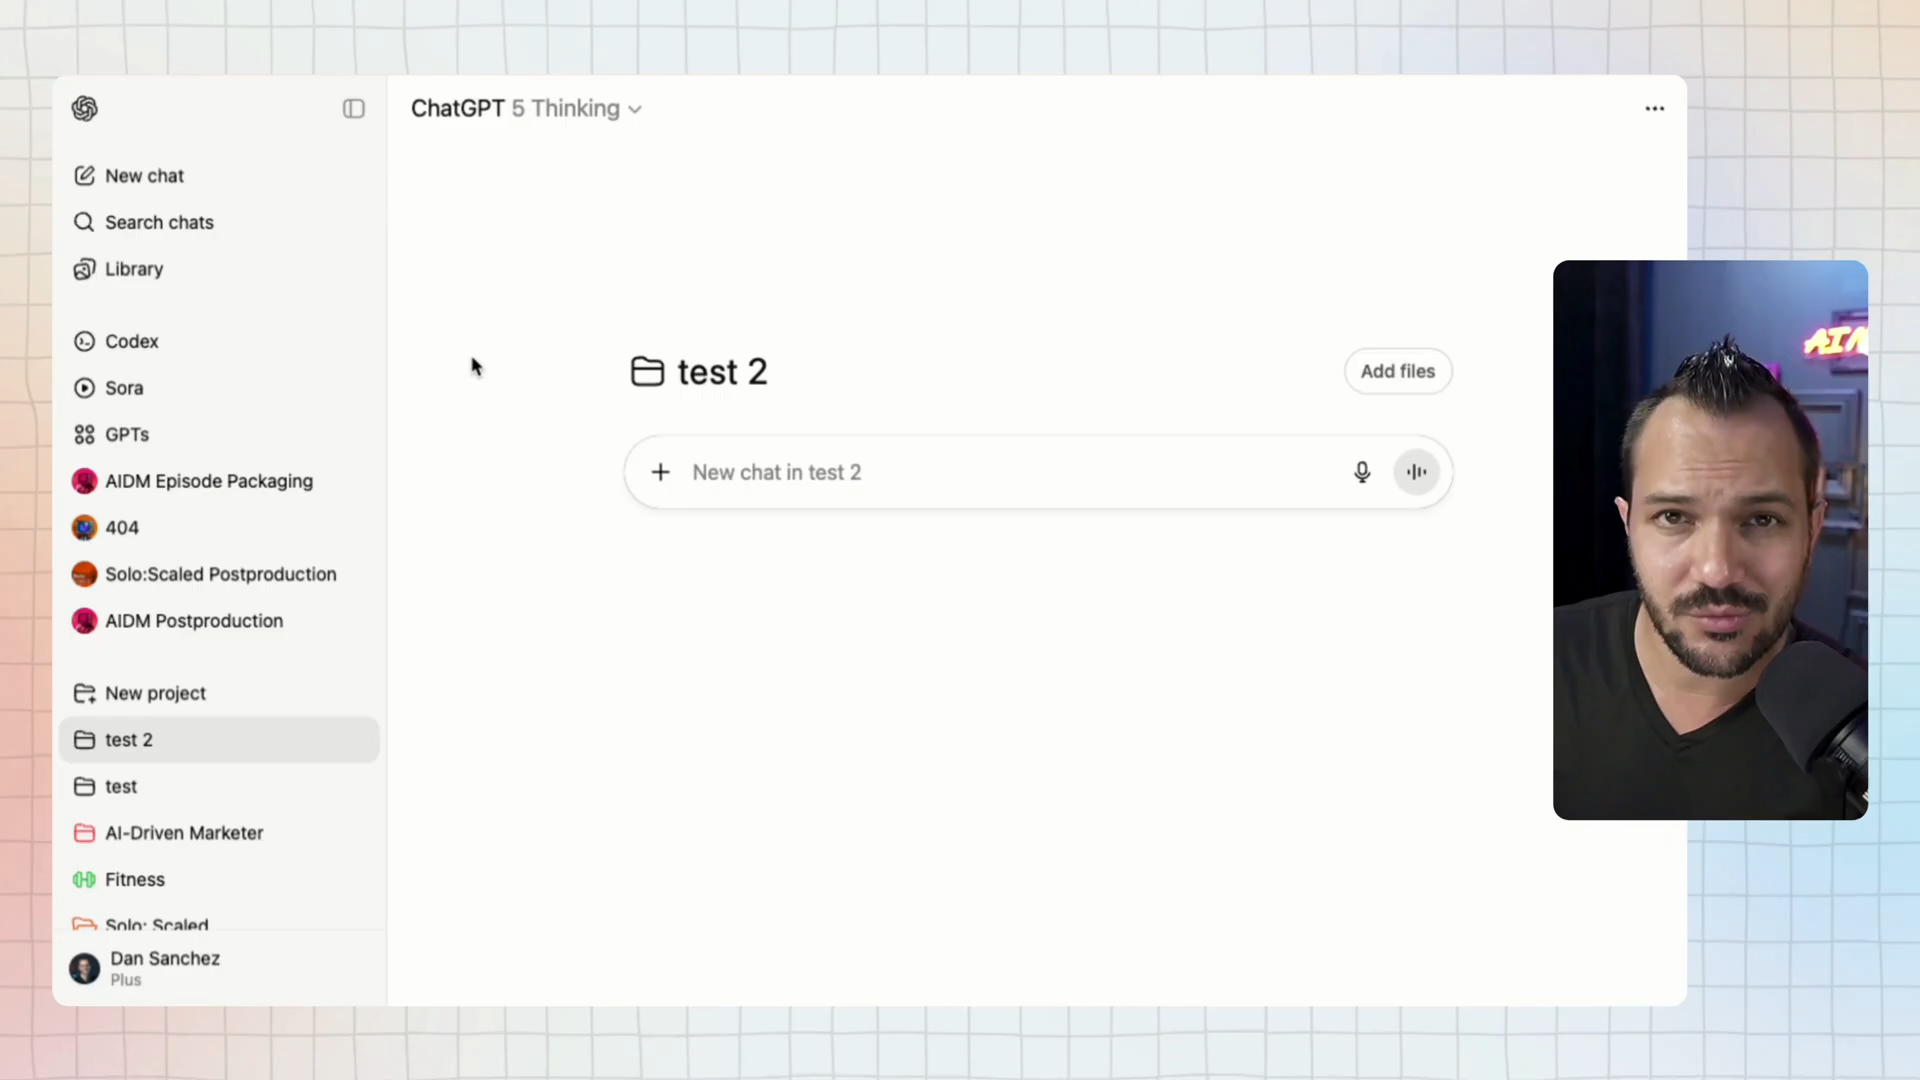 ChatGPT 5 Thinking
New chat
Search chats
Library
Codex
Sora
GPTs
AIDM Episode Packaging
404
Solo:Scaled Postproduction
AIDM Postproduction
New project
test 2
test
AI-Driven Marketer
Fitness
Solo: Scaled
Dan Sanchez
Plus
test 2
Add files
New chat in test 2